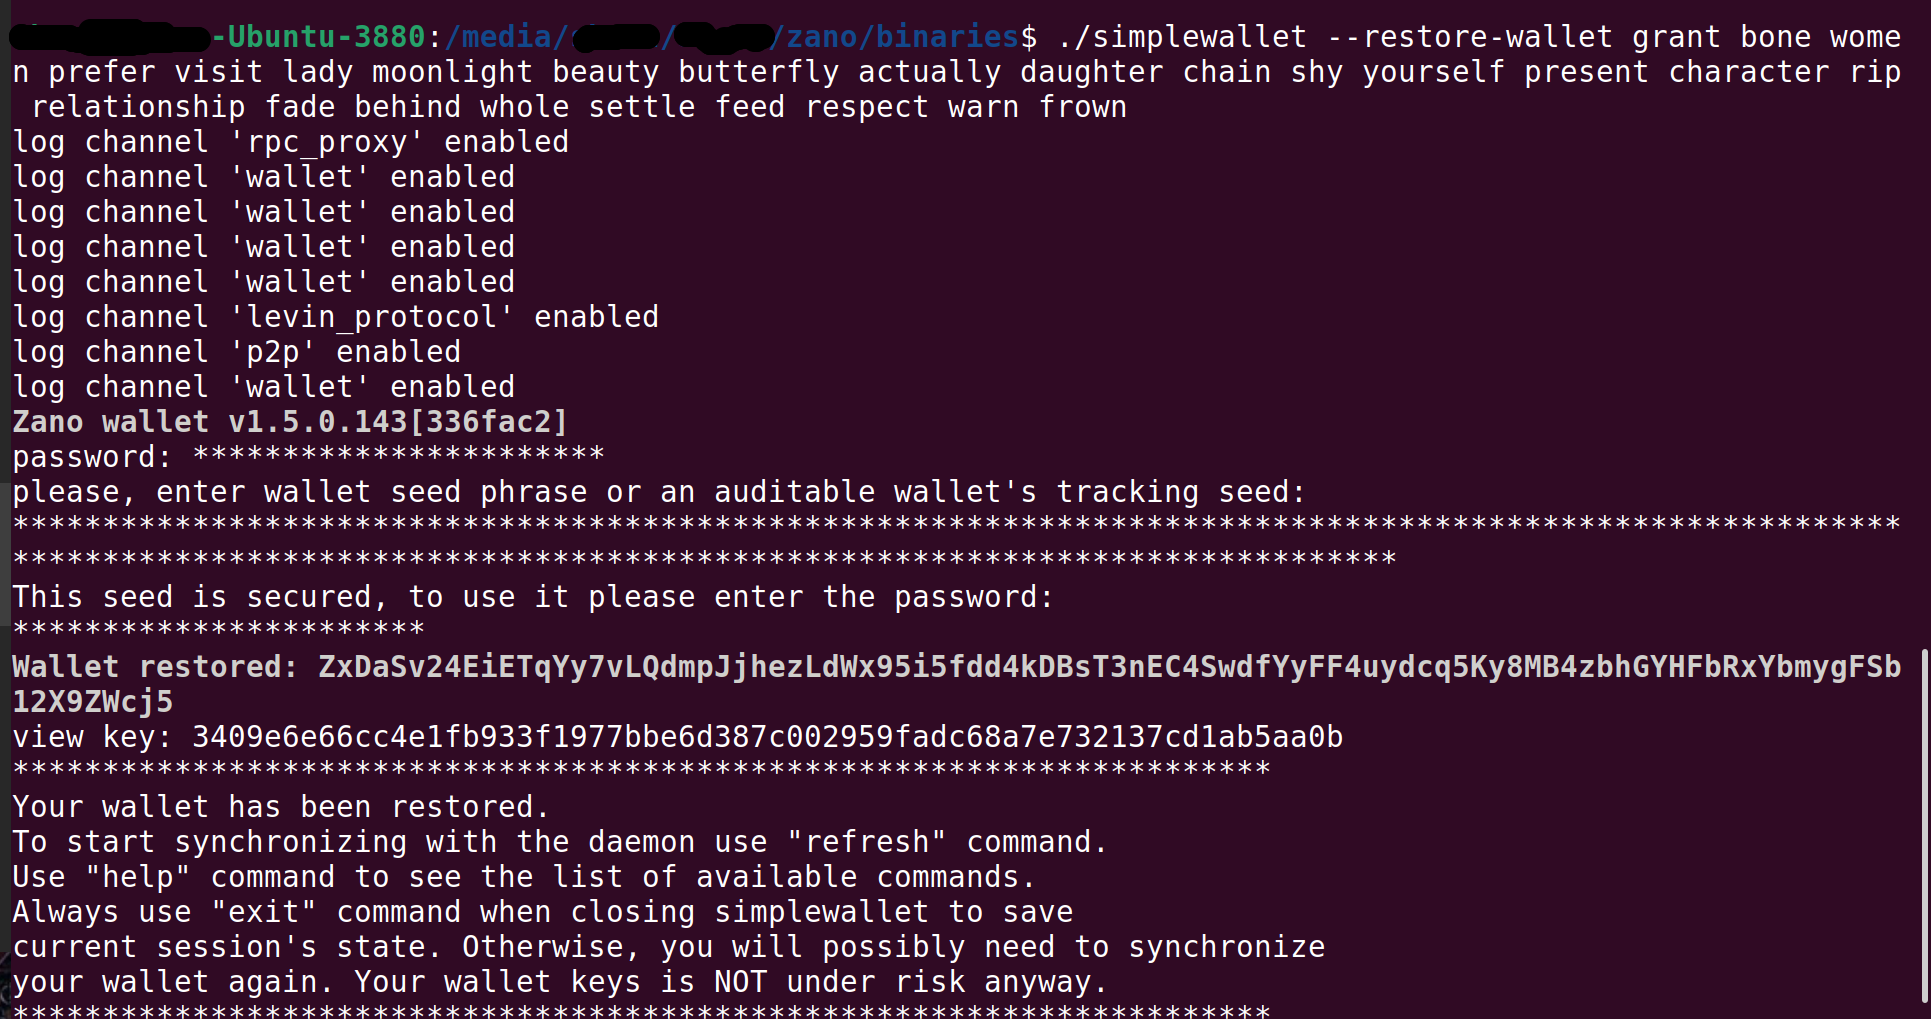 -Ubuntu-3880:/media/ / /zano/binaries$ ./simplewallet --restore-wallet grant bone wome
n prefer visit lady moonlight beauty butterfly actually daughter chain shy yourself present character rip
relationship fade behind whole settle feed respect warn frown
log channel 'rpc_proxy' enabled
log channel 'wallet' enabled
log channel 'wallet' enabled
log channel 'wallet' enabled
log channel 'wallet' enabled
log channel 'levin_protocol' enabled
log channel 'p2p' enabled
log channel 'wallet' enabled
Zano wallet v1.5.0.143[336fac2]
password: ***********************
please, enter wallet seed phrase or an auditable wallet's tracking seed:
*********************************************************************************************************
*****************************************************************************
This seed is secured, to use it please enter the password:
***********************
Wallet restored: ZxDaSv24EiETqYy7vLQdmpJjhezLdWx95i5fdd4kDBsT3nEC4SwdfYyFF4uydcq5Ky8MB4zbhGYHFbRxYbmygFSb
12X9ZWcj5
view key: 3409e6e66cc4e1fb933f1977bbe6d387c002959fadc68a7e732137cd1ab5aa0b
**********************************************************************
Your wallet has been restored.
To start synchronizing with the daemon use "refresh" command.
Use "help" command to see the list of available commands.
Always use "exit" command when closing simplewallet to save
current session's state. Otherwise, you will possibly need to synchronize
your wallet again. Your wallet keys is NOT under risk anyway.
**********************************************************************